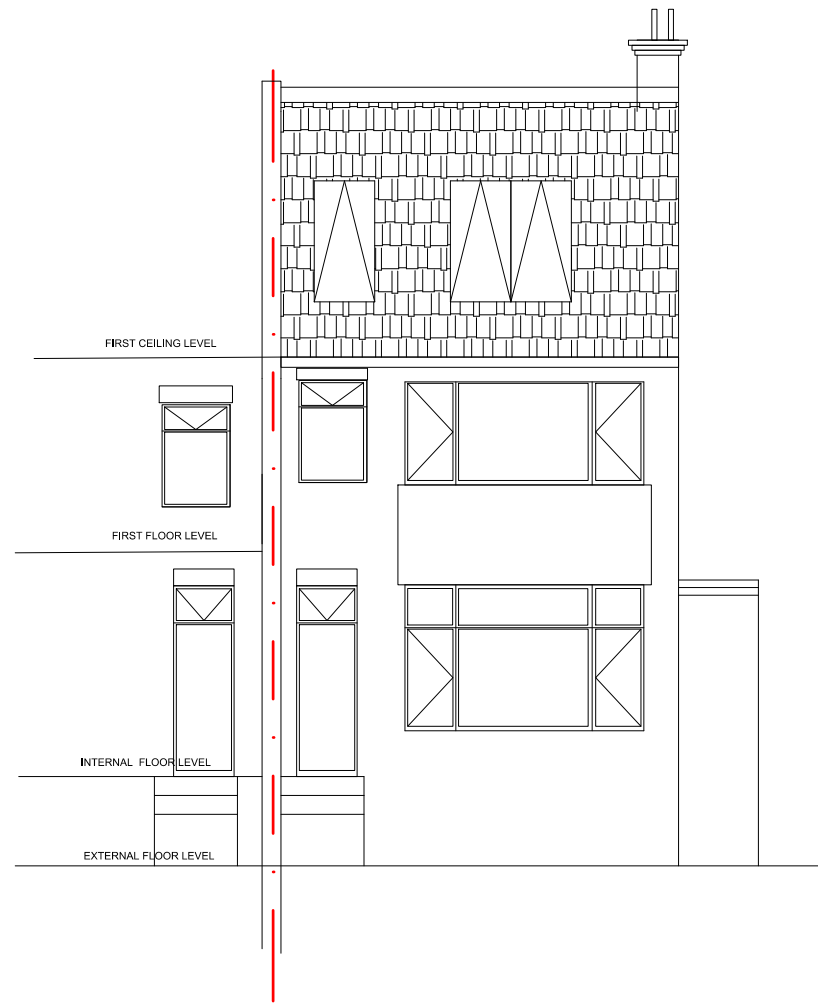 FIRST CEILING LEVEL
FIRST FLOOR LEVEL
INTERNAL FLOOR LEVEL
EXTERNAL FLOOR LEVEL